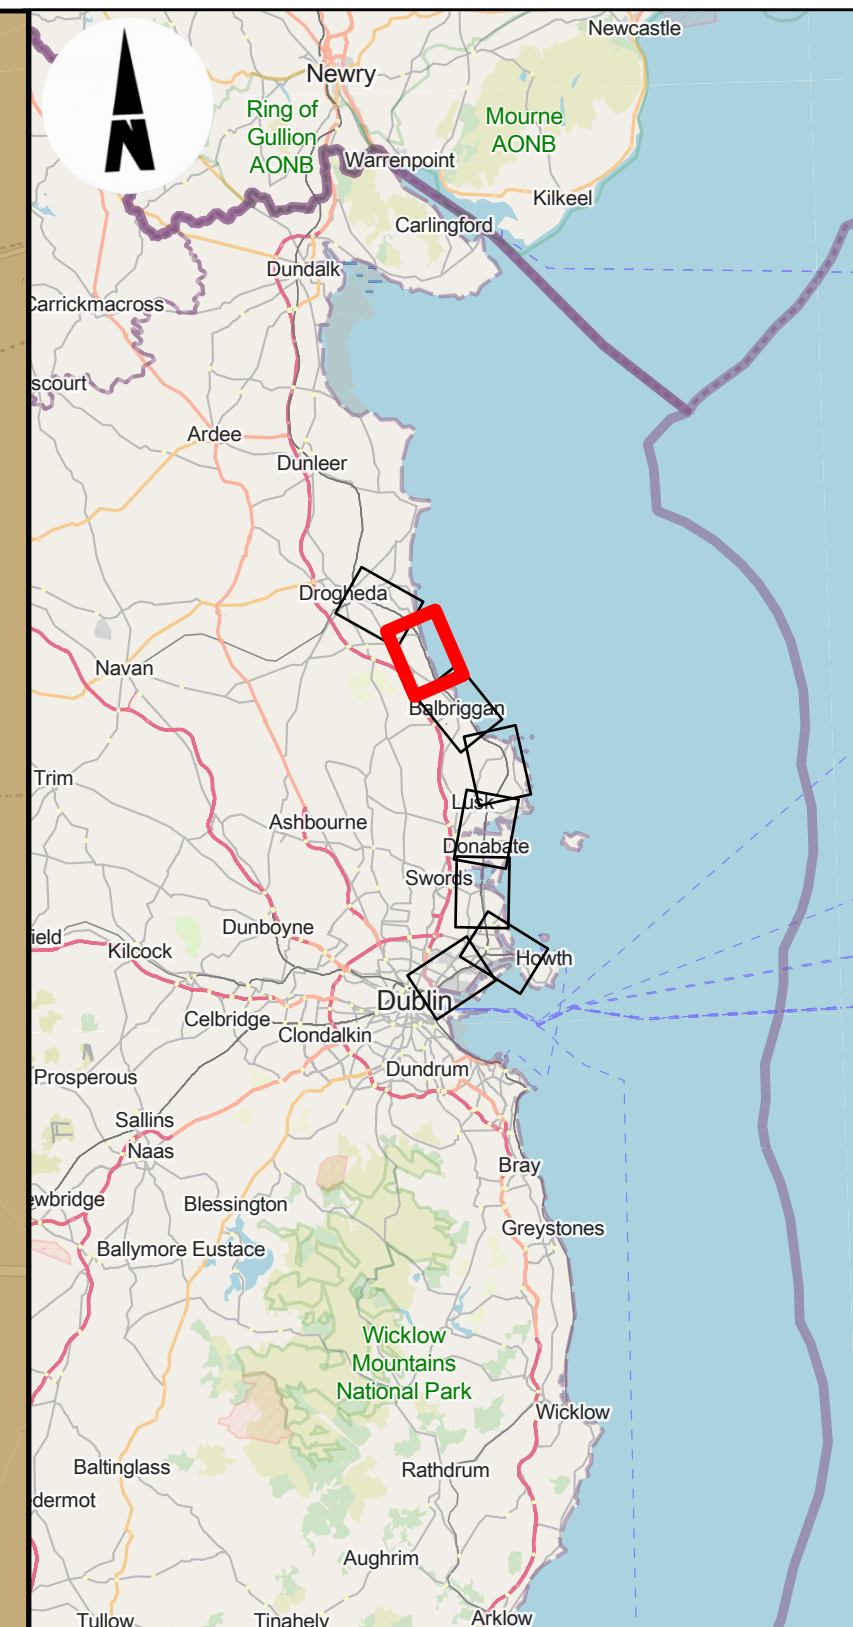 Newcastle
Newry
Ring of
Gullion
AONB
Mourne
AONB
Warrenpoint
Kilkeel
Carlingford
N
Dundalk
Carrickmacross
scourt
Ardee
Dunleer
Drogheda
Navan
Balbriggan
Trim
Lusk
Ashbourne
Donabate
Swords
Dunboyne
ield
Kilcock
Howth
Dublin
Celbridge
Clondalkin
Dundrum
Prosperous
Sallins
Naas
Bray
ewbridge
Blessington
Greystones
Ballymore Eustace
Wicklow
Mountains
National Park
Wicklow
Baltinglass
Rathdrum
dermot
Aughrim
Tullow
Tinahely
Arklow